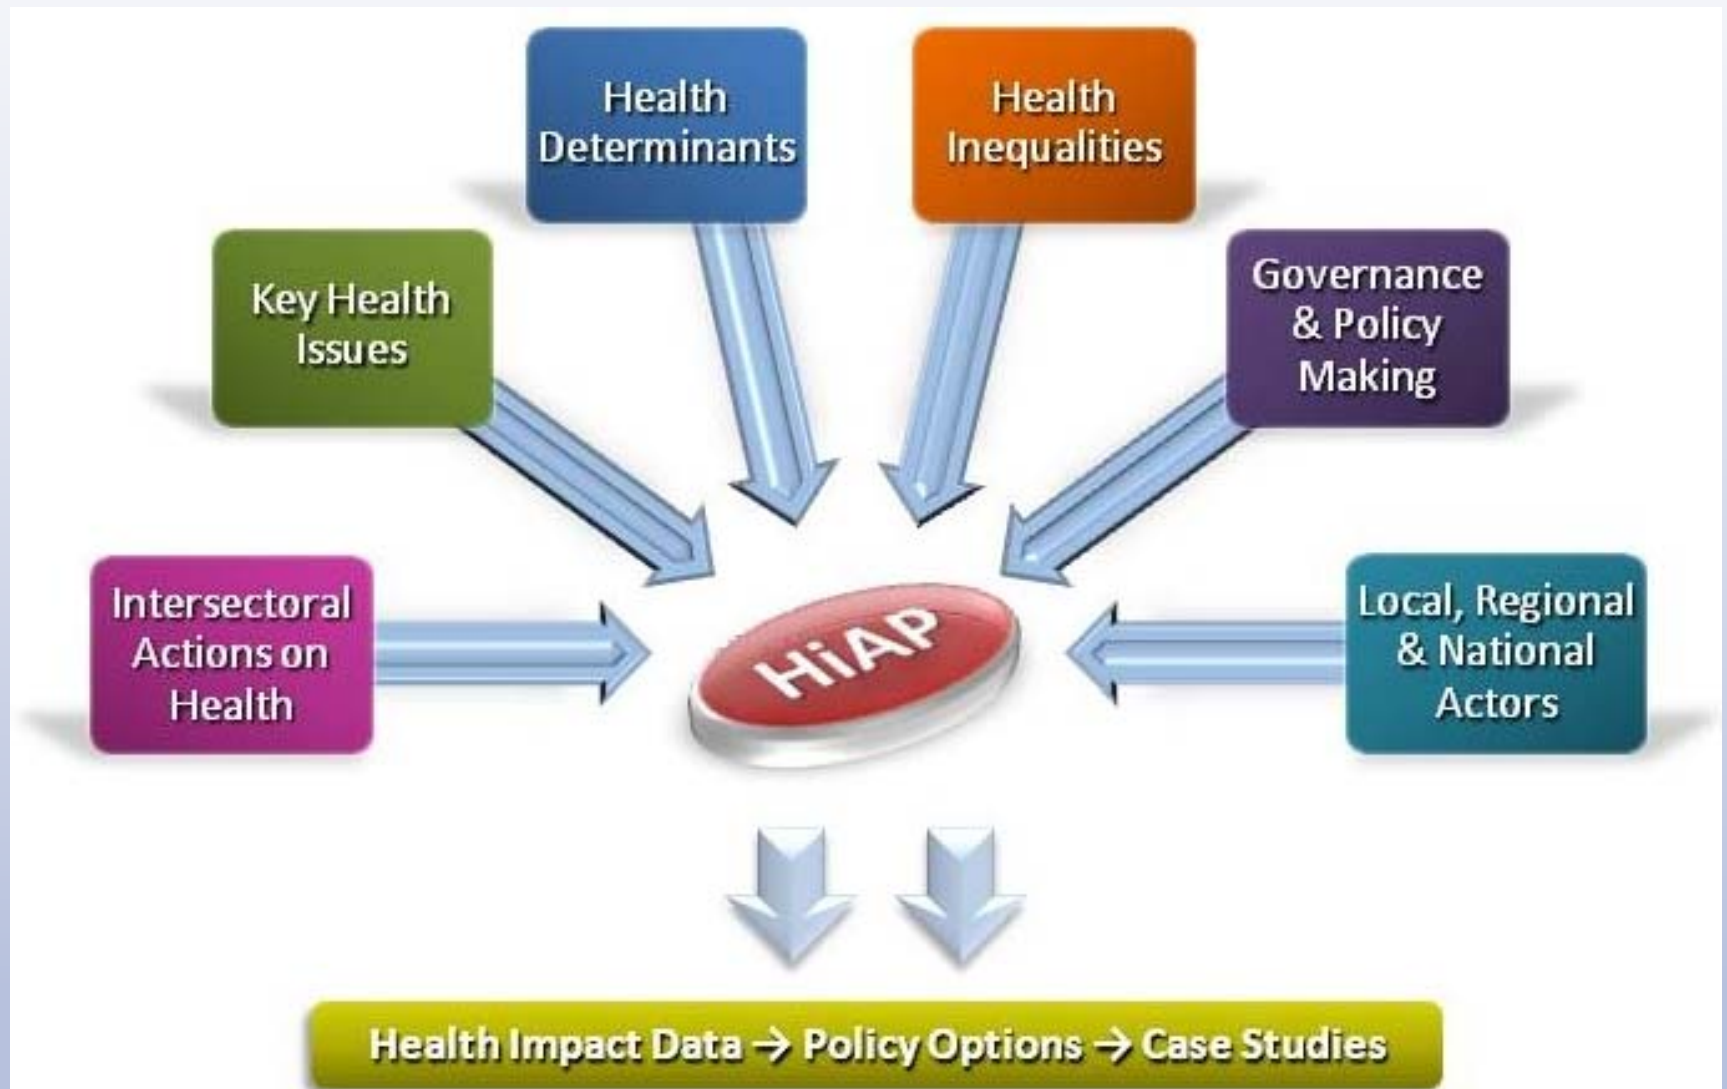 Health
Determinants
Health
Inequalities
Key Health
Issues
Governance
& Policy
Making
Intersectoral
Actions on
Health
Local, Regional
& National
Actors
HiAP
Health Impact Data → Policy Options → Case Studies